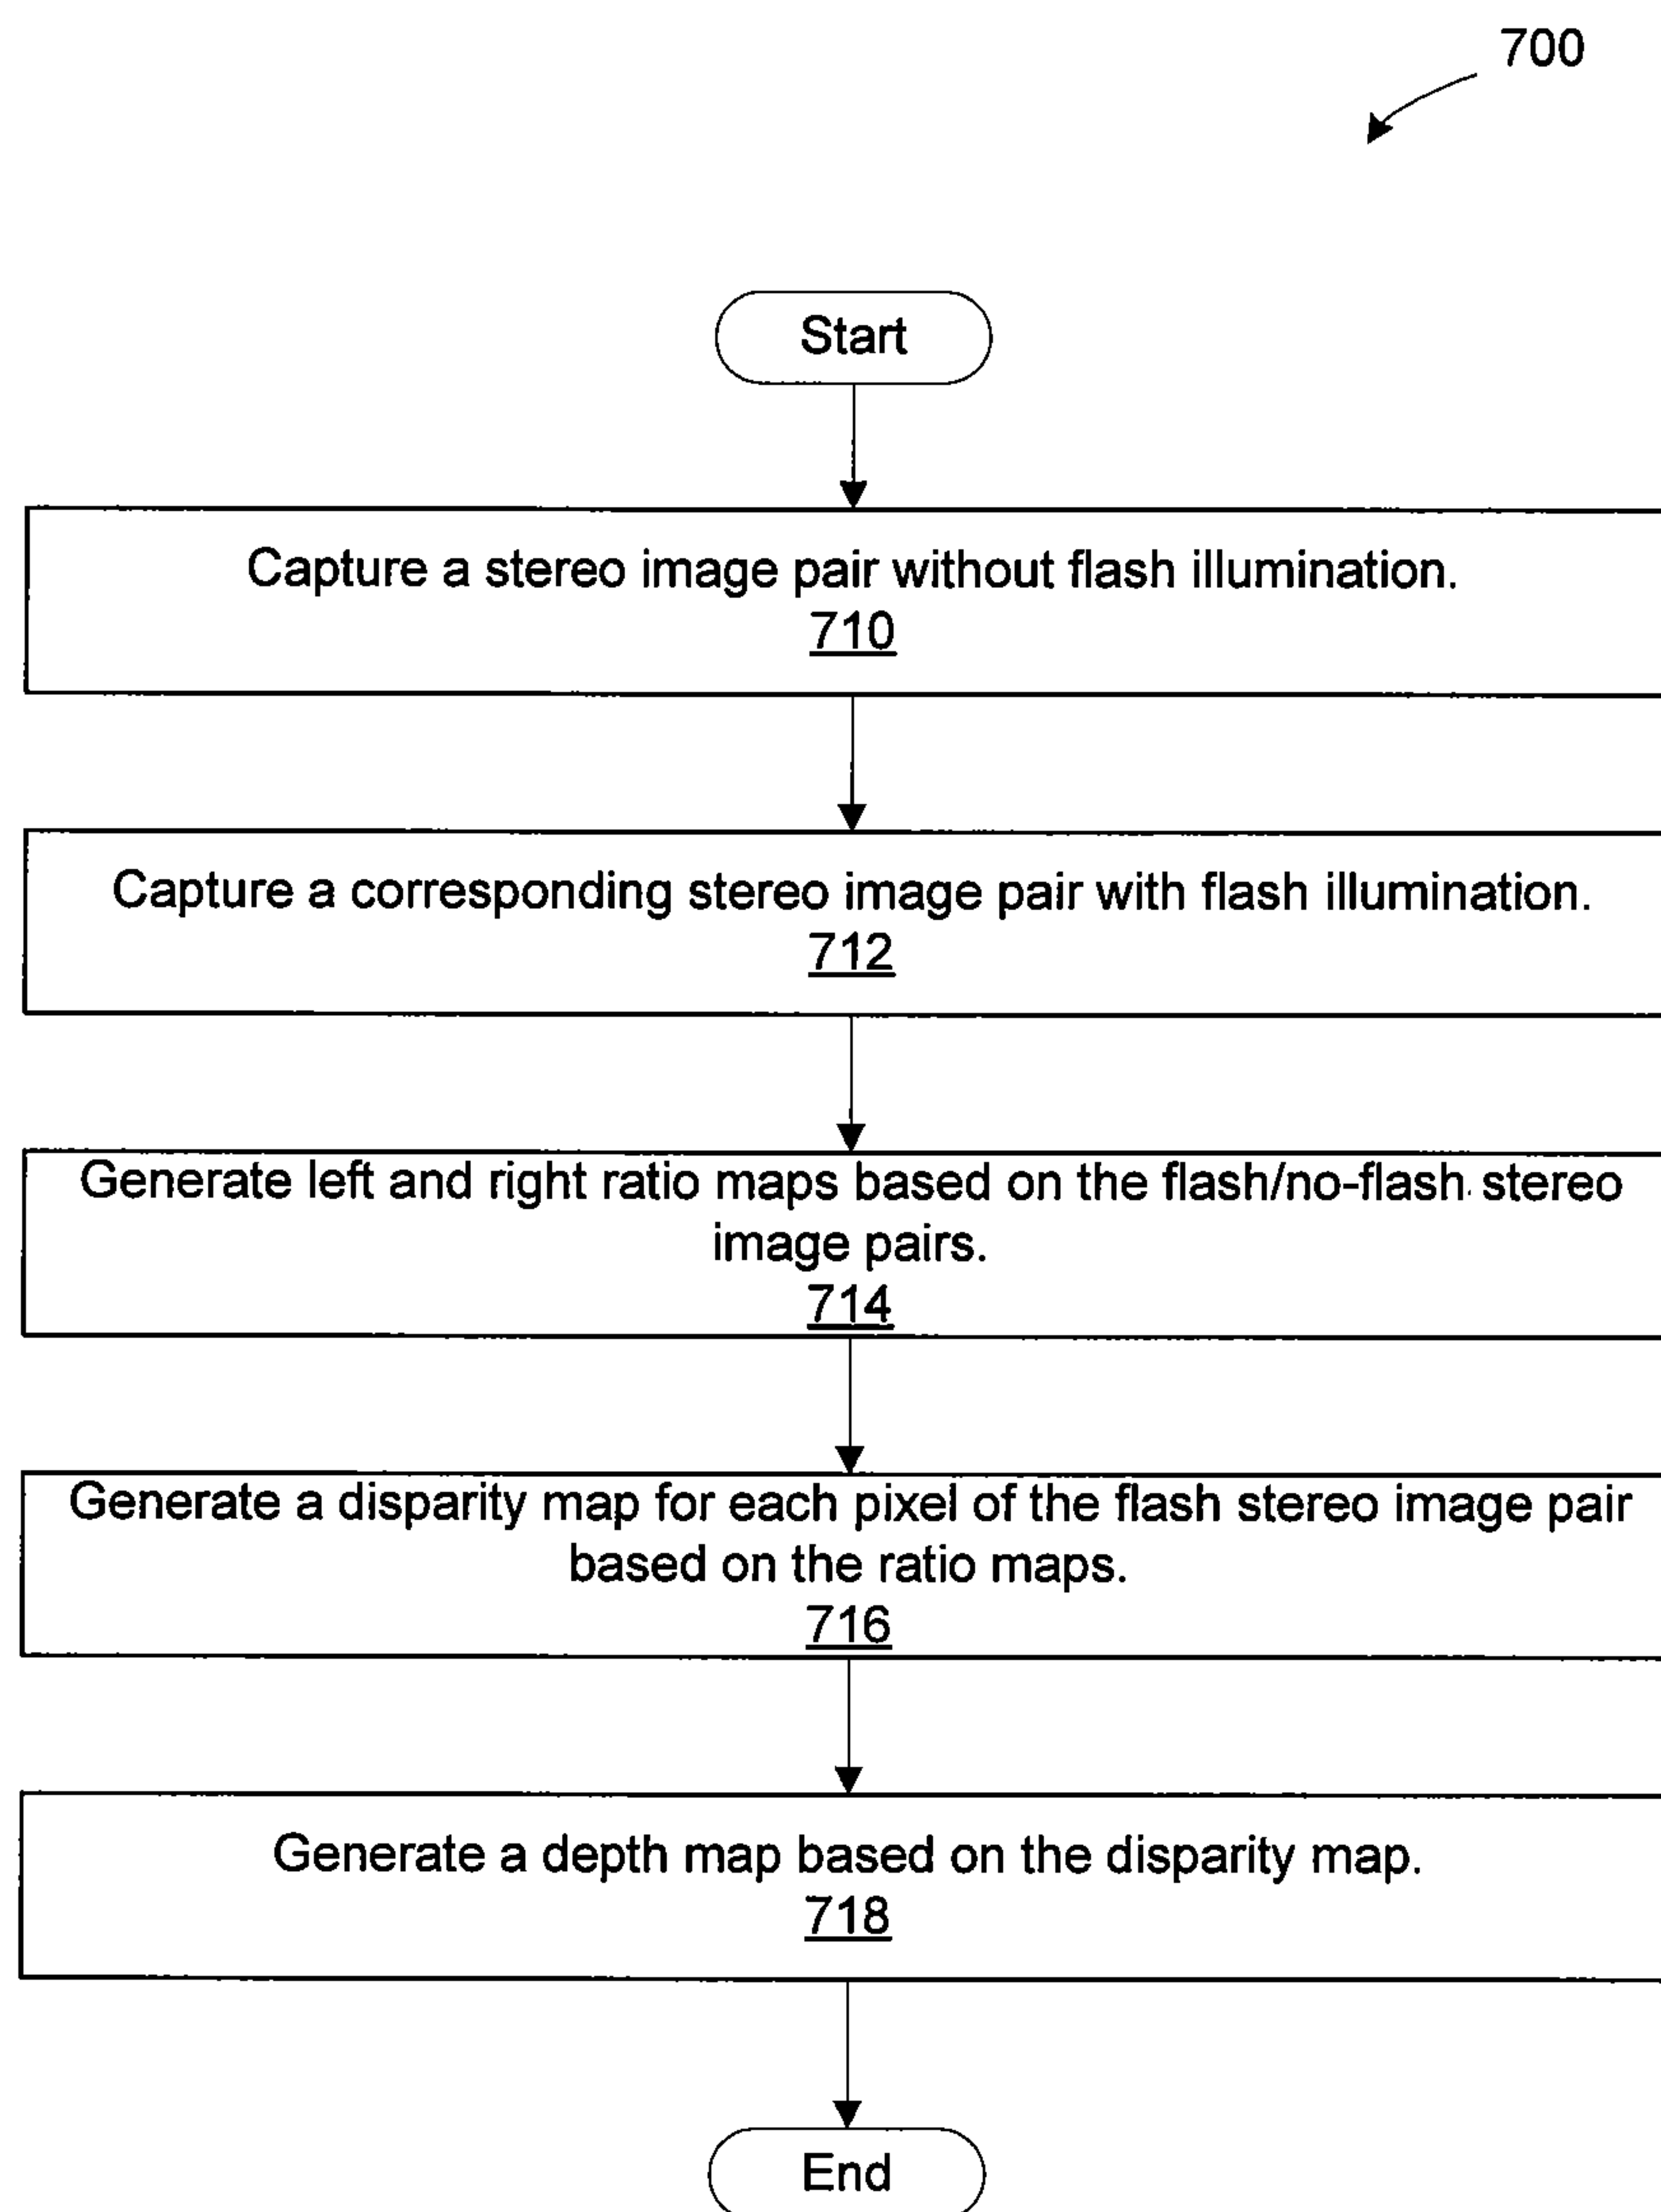 700
Start
Capture a stereo image pair without flash illumination.
710
Capture a corresponding stereo image pair with flash illumination.
712
Generate left and right ratio maps based on the flash/no-flash stereo
image pairs.
714
Generate a disparity map for each pixel of the flash stereo image pair
based on the ratio maps.
716
Generate a depth map based on the disparity map.
718
End